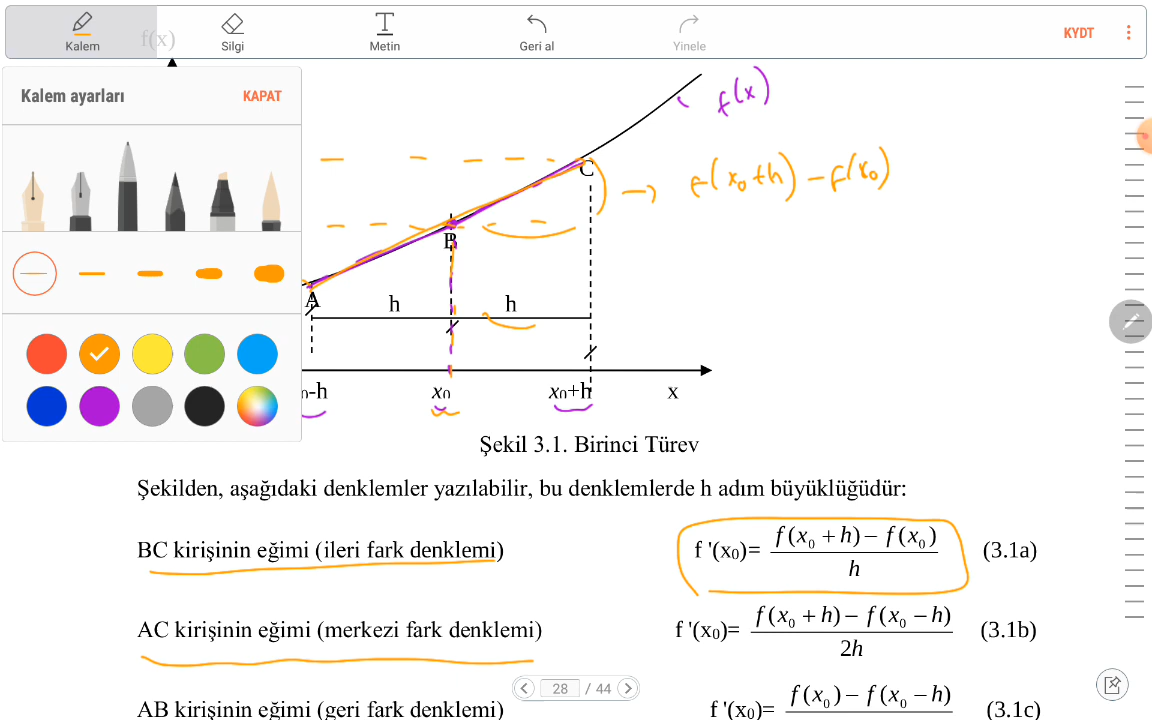 Kalem
f(x)
Silgi
Metin
Geri al
Yinele
KYDT
Kalem ayarları
KAPAT
f(x)
C
f(x₀+h)-f(x₀)
B
A
h
h
₀-h
x₀
x₀+h
x
Şekil 3.1. Birinci Türev
Şekilden, aşağıdaki denklemler yazılabilir, bu denklemlerde h adım büyüklüğüdür:
BC kirişinin eğimi (ileri fark denklemi) f '(x₀)= f(x₀ + h) − f(x₀) / h (3.1a)
AC kirişinin eğimi (merkezi fark denklemi) f '(x₀)= f(x₀ + h) − f(x₀ − h) / 2h (3.1b)
28 / 44
AB kirişinin eğimi (geri fark denklemi) f '(x₀)= f(x₀) − f(x₀ − h) (3.1c)